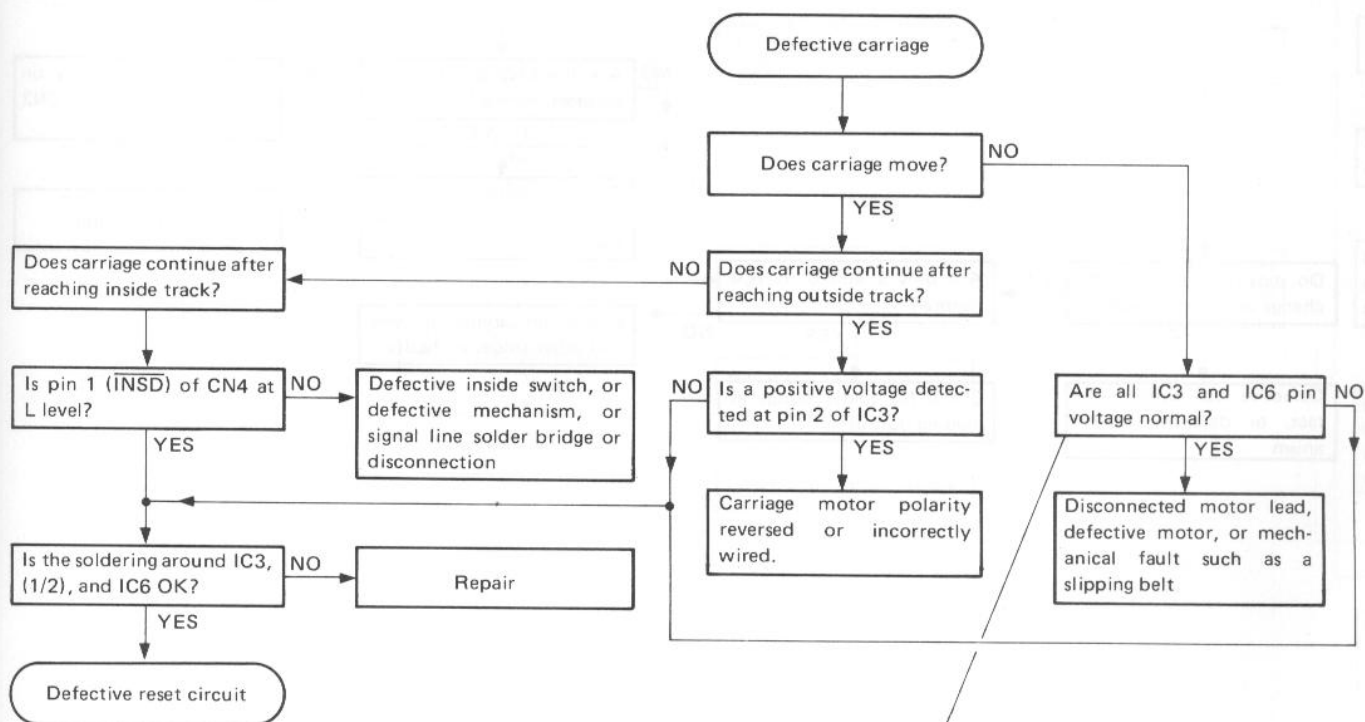 Defective carriage
Does carriage move?
NO
YES
Does carriage continue after
reaching inside track?
NO
Does carriage continue after
reaching outside track?
YES
Is pin 1 (INSD) of CN4 at
L level?
NO
YES
Defective inside switch, or
defective mechanism, or
signal line solder bridge or
disconnection
NO
Is a positive voltage detec-
ted at pin 2 of IC3?
YES
Are all IC3 and IC6 pin
voltage normal?
NO
YES
Carriage motor polarity
reversed or incorrectly
wired.
Disconnected motor lead,
defective motor, or mech-
anical fault such as a
slipping belt
Is the soldering around IC3,
(1/2), and IC6 OK?
NO
Repair
YES
Defective reset circuit